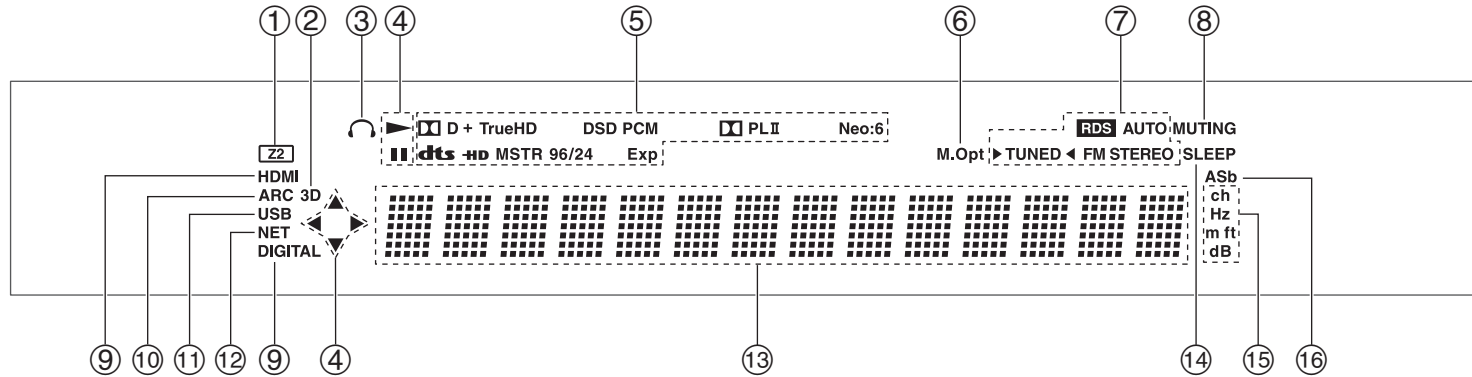 ① ② ③ ④ ⑤ ⑥ ⑦ ⑧
D + TrueHD DSD PCM PL II Neo:6 RDS AUTO MUTING
Z2 dts -HD MSTR 96/24 Exp M.Opt ▶ TUNED ◀ FM STEREO SLEEP
HDMI ASb
ARC 3D ch
USB Hz
NET m ft
DIGITAL dB
⑨ ⑩ ⑪ ⑫ ⑨ ④ ⑬ ⑭ ⑮ ⑯